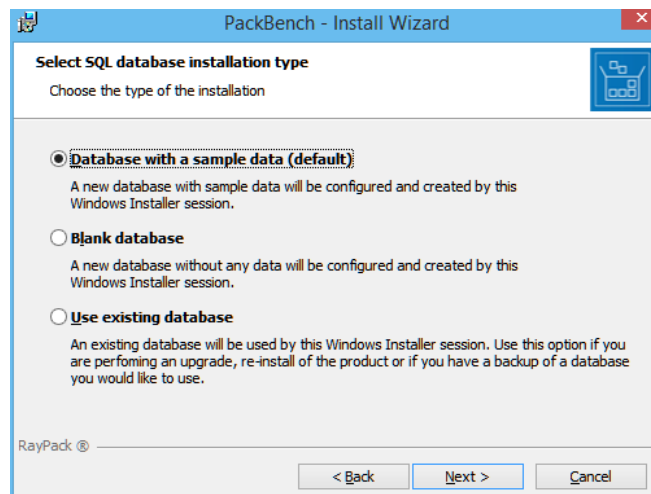 PackBench - Install Wizard
Select SQL database installation type
Choose the type of the installation
Database with a sample data (default)
A new database with sample data will be configured and created by this
Windows Installer session.
Blank database
A new database without any data will be configured and created by this
Windows Installer session.
Use existing database
An existing database will be used by this Windows Installer session. Use this option if you
are perfoming an upgrade, re-install of the product or if you have a backup of a database
you would like to use.
RayPack ®
< Back Next > Cancel